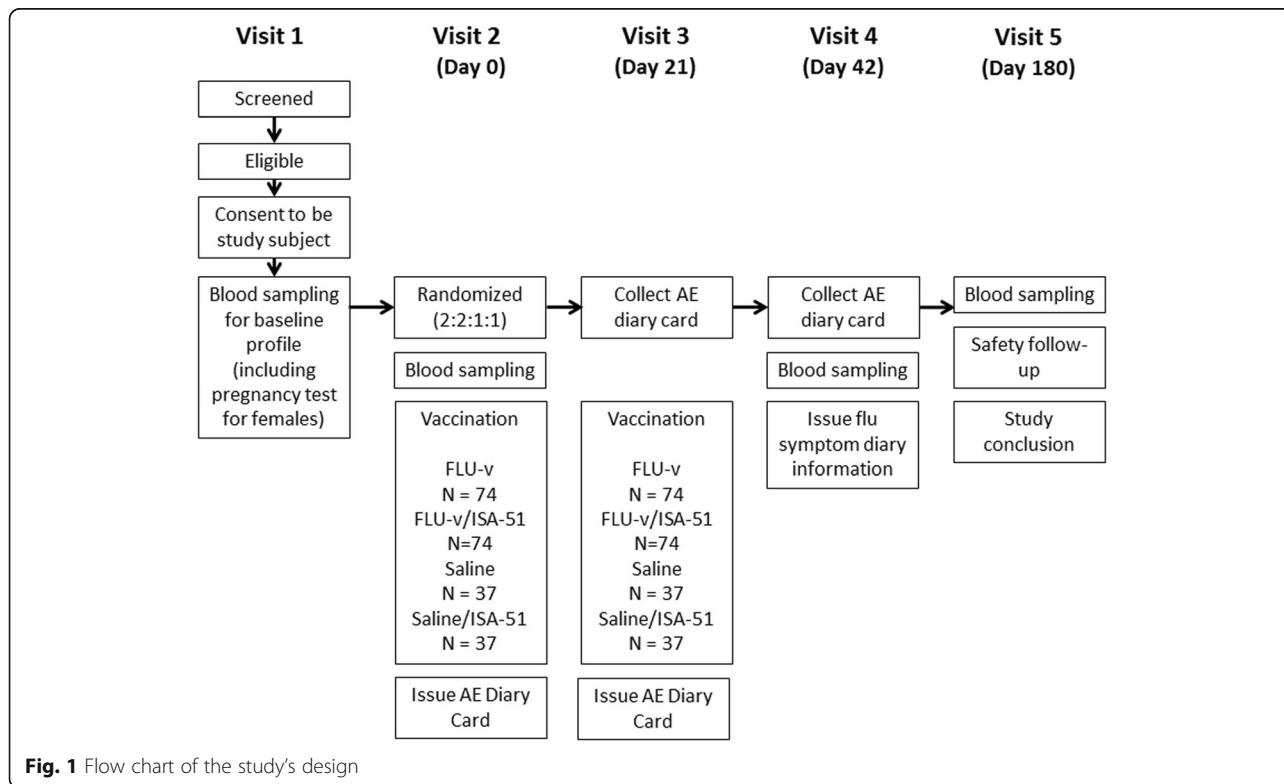 Visit 1
Screened
Eligible
Consent to be
study subject
Blood sampling
for baseline
profile
(including
pregnancy test
for females)
Visit 2
(Day 0)
Randomized
(2:2:1:1)
Blood sampling
Vaccination
FLU-v
N = 74
FLU-v/ISA-51
N=74
Saline
N = 37
Saline/ISA-51
N = 37
Issue AE Diary
Card
Visit 3
(Day 21)
Collect AE
diary card
Vaccination
FLU-v
N = 74
FLU-v/ISA-51
N=74
Saline
N = 37
Saline/ISA-51
N = 37
Issue AE Diary
Card
Visit 4
(Day 42)
Collect AE
diary card
Blood sampling
Issue flu
symptom diary
information
Visit 5
(Day 180)
Blood sampling
Safety follow-
up
Study
conclusion
Fig. 1 Flow chart of the study’s design